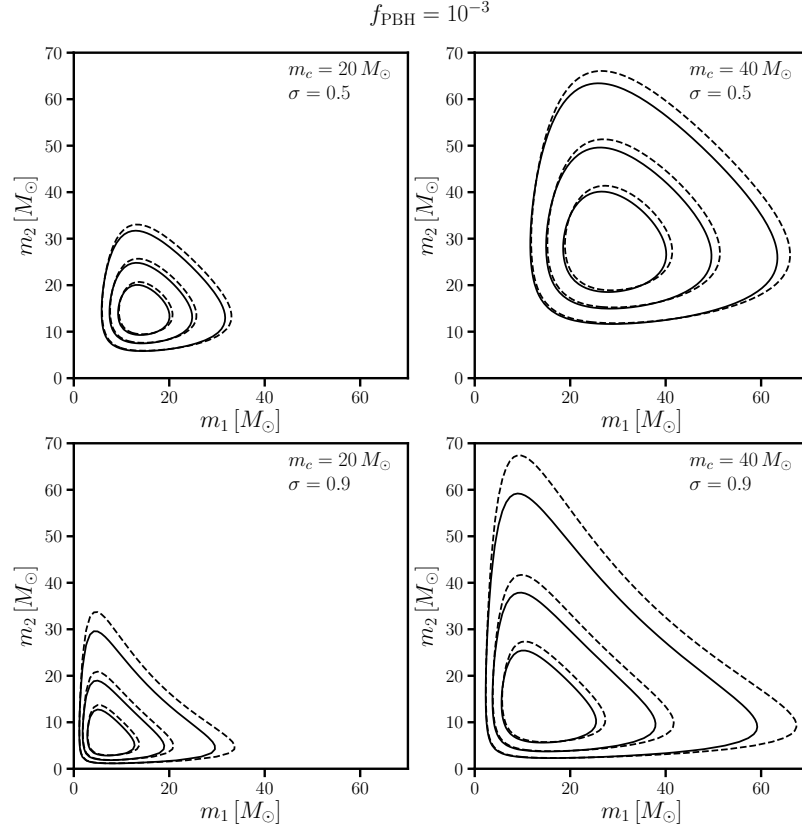 f_PBH = 10^−3
m_c = 20 M_⊙
σ = 0.5
70
60
50
40
30
20
10
0
m_2 [M_⊙]
0 20 40 60
m_1 [M_⊙]
m_c = 40 M_⊙
σ = 0.5
70
60
50
40
30
20
10
0
m_2 [M_⊙]
0 20 40 60
m_1 [M_⊙]
m_c = 20 M_⊙
σ = 0.9
70
60
50
40
30
20
10
0
m_2 [M_⊙]
0 20 40 60
m_1 [M_⊙]
m_c = 40 M_⊙
σ = 0.9
70
60
50
40
30
20
10
0
m_2 [M_⊙]
0 20 40 60
m_1 [M_⊙]